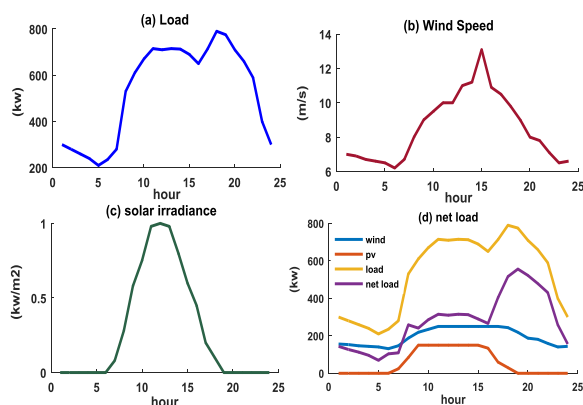 (a) Load
(kw)
800
600
400
200
0
5
10
15
20
25
hour
(b) Wind Speed
(m/s)
14
12
10
8
6
0
5
10
15
20
25
hour
(c) solar irradiance
(kw/m2)
1
0.5
0
0
5
10
15
20
25
hour
(d) net load
(kw)
800
600
400
200
0
wind
pv
load
net load
0
5
10
15
20
25
hour